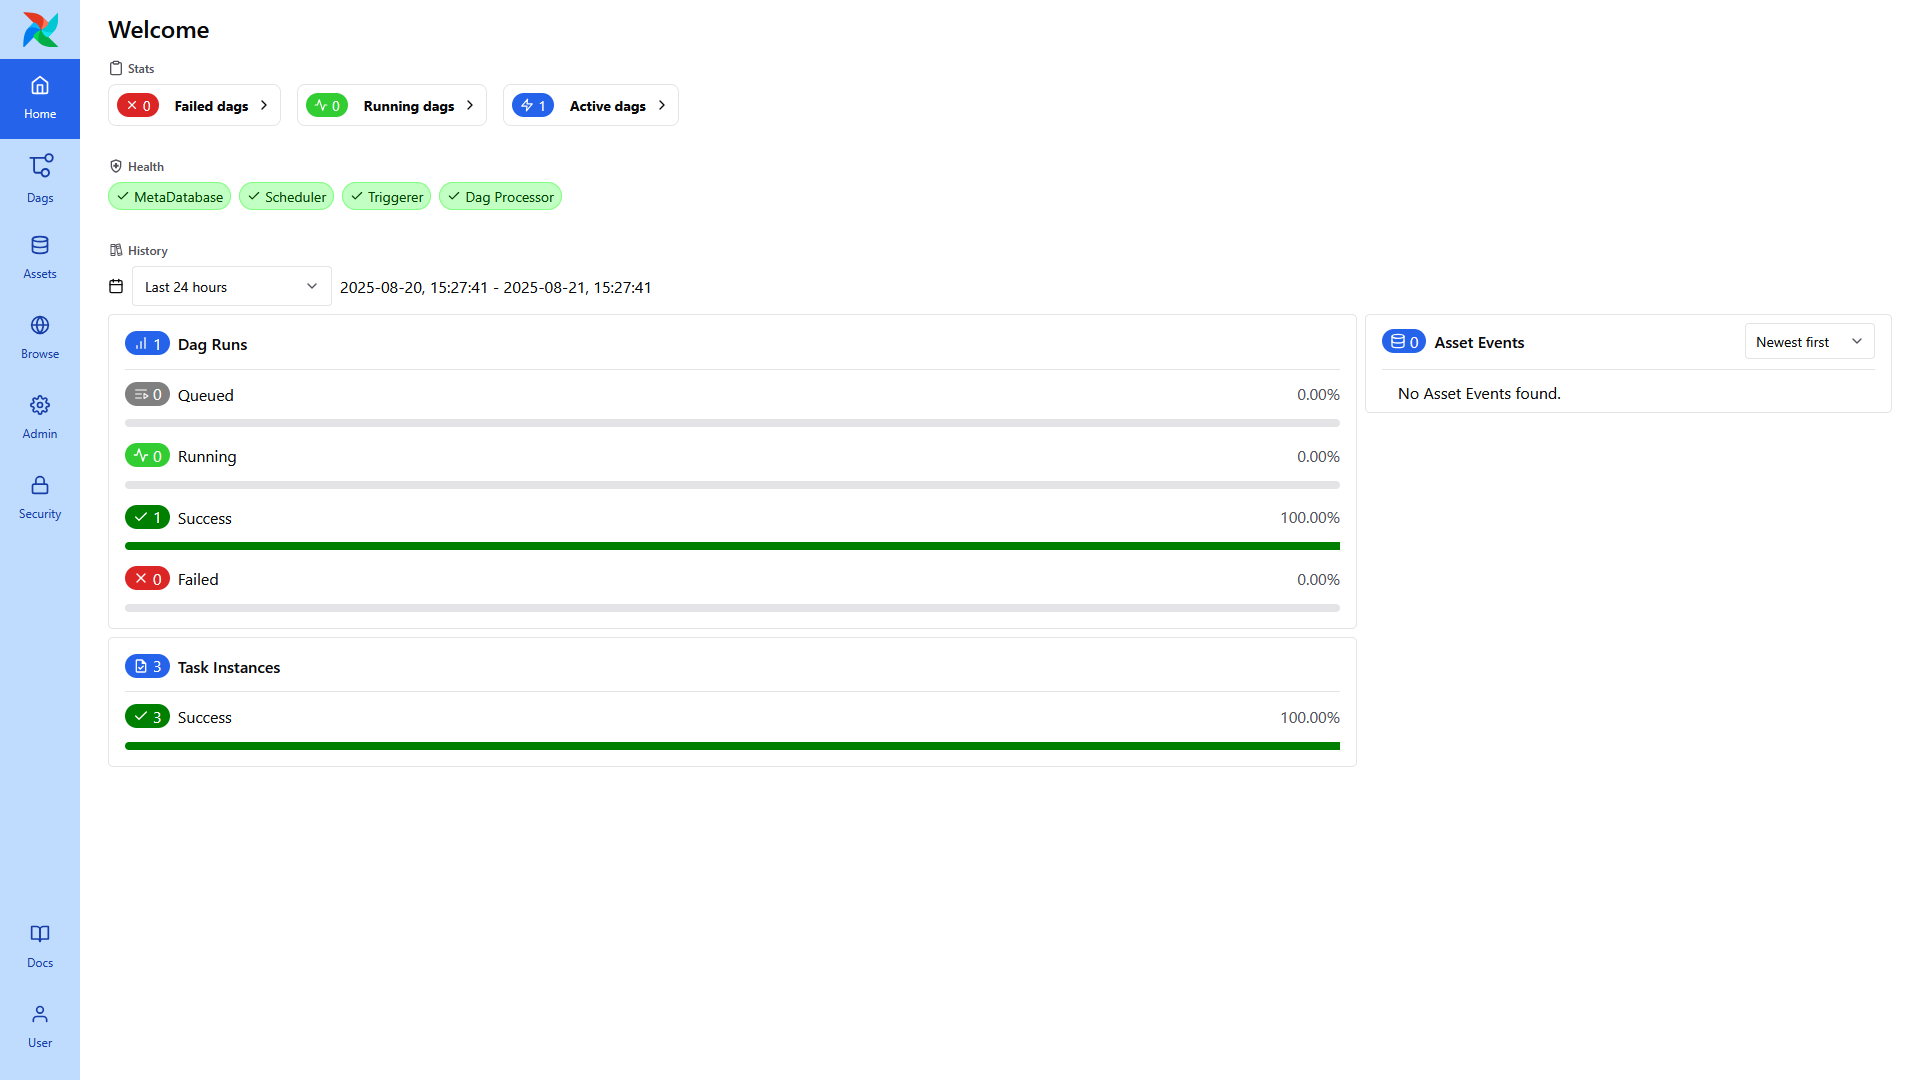 Welcome
Stats
0 Failed dags
0 Running dags
1 Active dags
Health
MetaDatabase
Scheduler
Triggerer
Dag Processor
History
Last 24 hours
2025-08-20, 15:27:41 - 2025-08-21, 15:27:41
1 Dag Runs
0 Queued 0.00%
0 Running 0.00%
1 Success 100.00%
0 Failed 0.00%
3 Task Instances
3 Success 100.00%
0 Asset Events
Newest first
No Asset Events found.
Home
Dags
Assets
Browse
Admin
Security
Docs
User